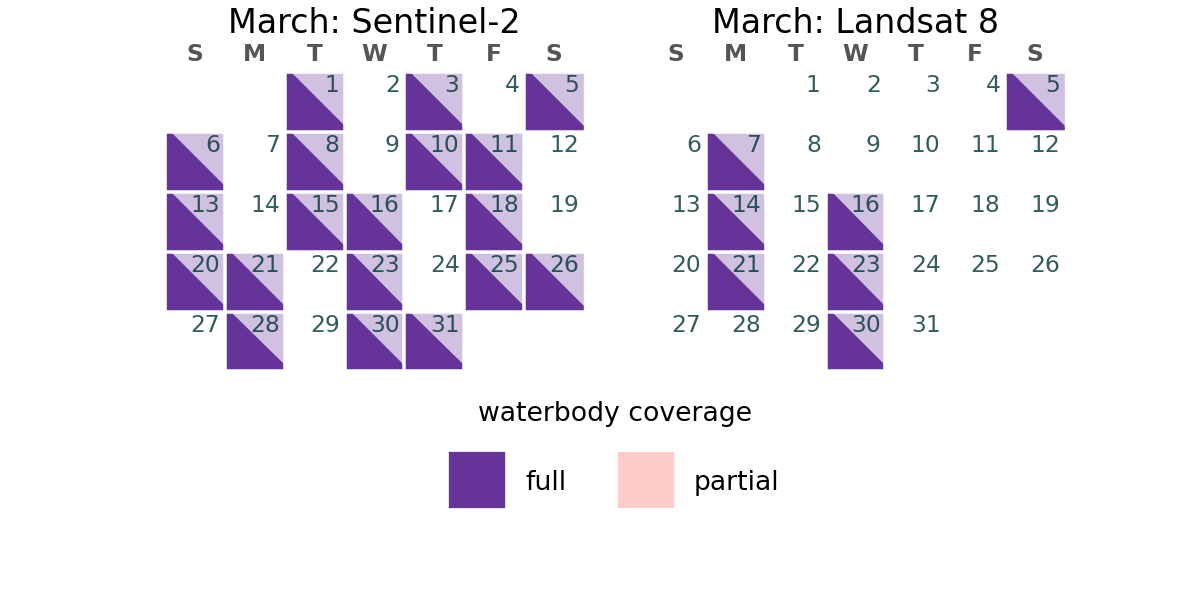 March: Sentinel-2
S M T W T F S
1 2 3 4 5
6 7 8 9 10 11 12
13 14 15 16 17 18 19
20 21 22 23 24 25 26
27 28 29 30 31
March: Landsat 8
S M T W T F S
1 2 3 4 5
6 7 8 9 10 11 12
13 14 15 16 17 18 19
20 21 22 23 24 25 26
27 28 29 30 31
waterbody coverage
full partial